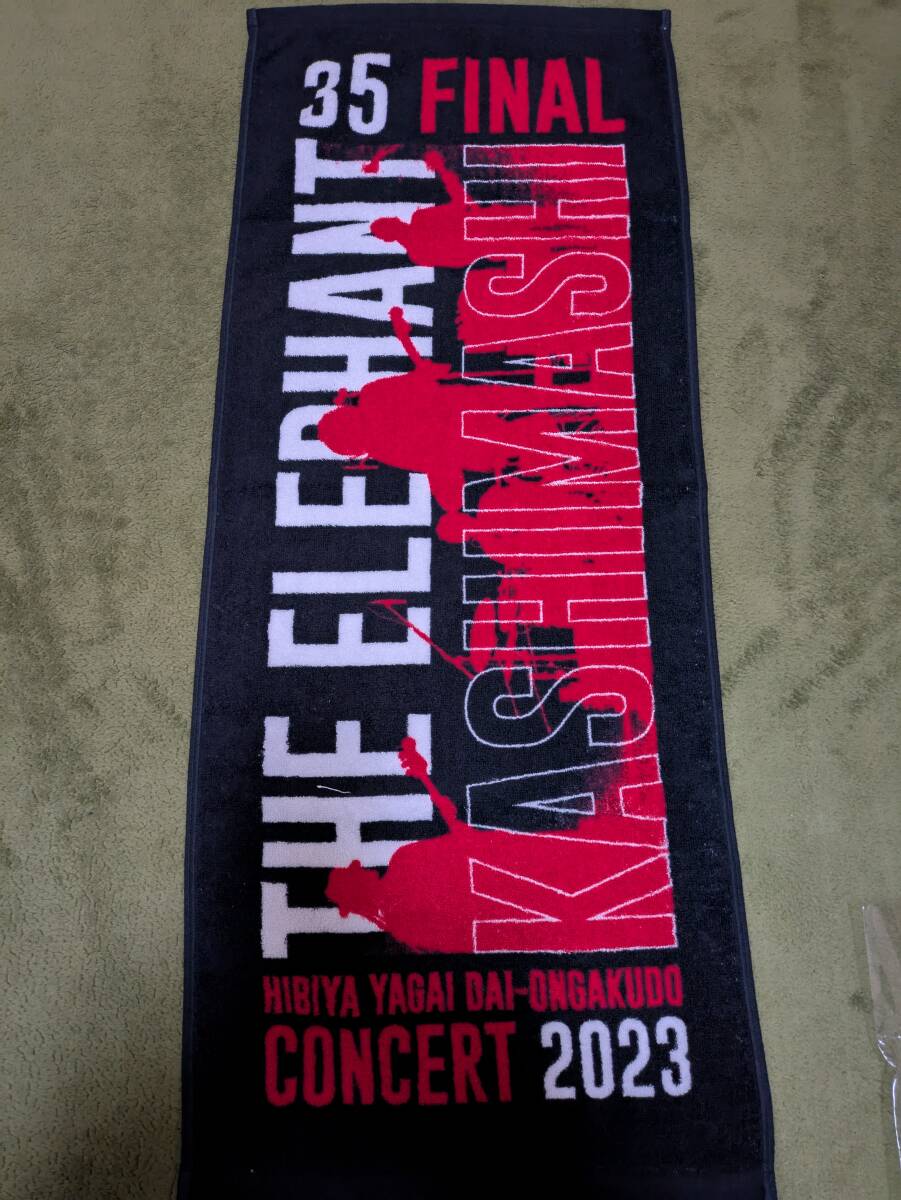 35 FINAL
THE ELEPHANT
KASHIMASHI
HIBIYA YAGAI DAI-ONGAKUDO
CONCERT 2023